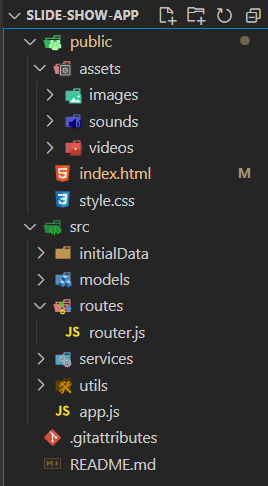 SLIDE-SHOW-APP
public
assets
images
sounds
videos
index.html M
style.css
src
initialData
models
routes
JS router.js
services
utils
JS app.js
.gitattributes
README.md